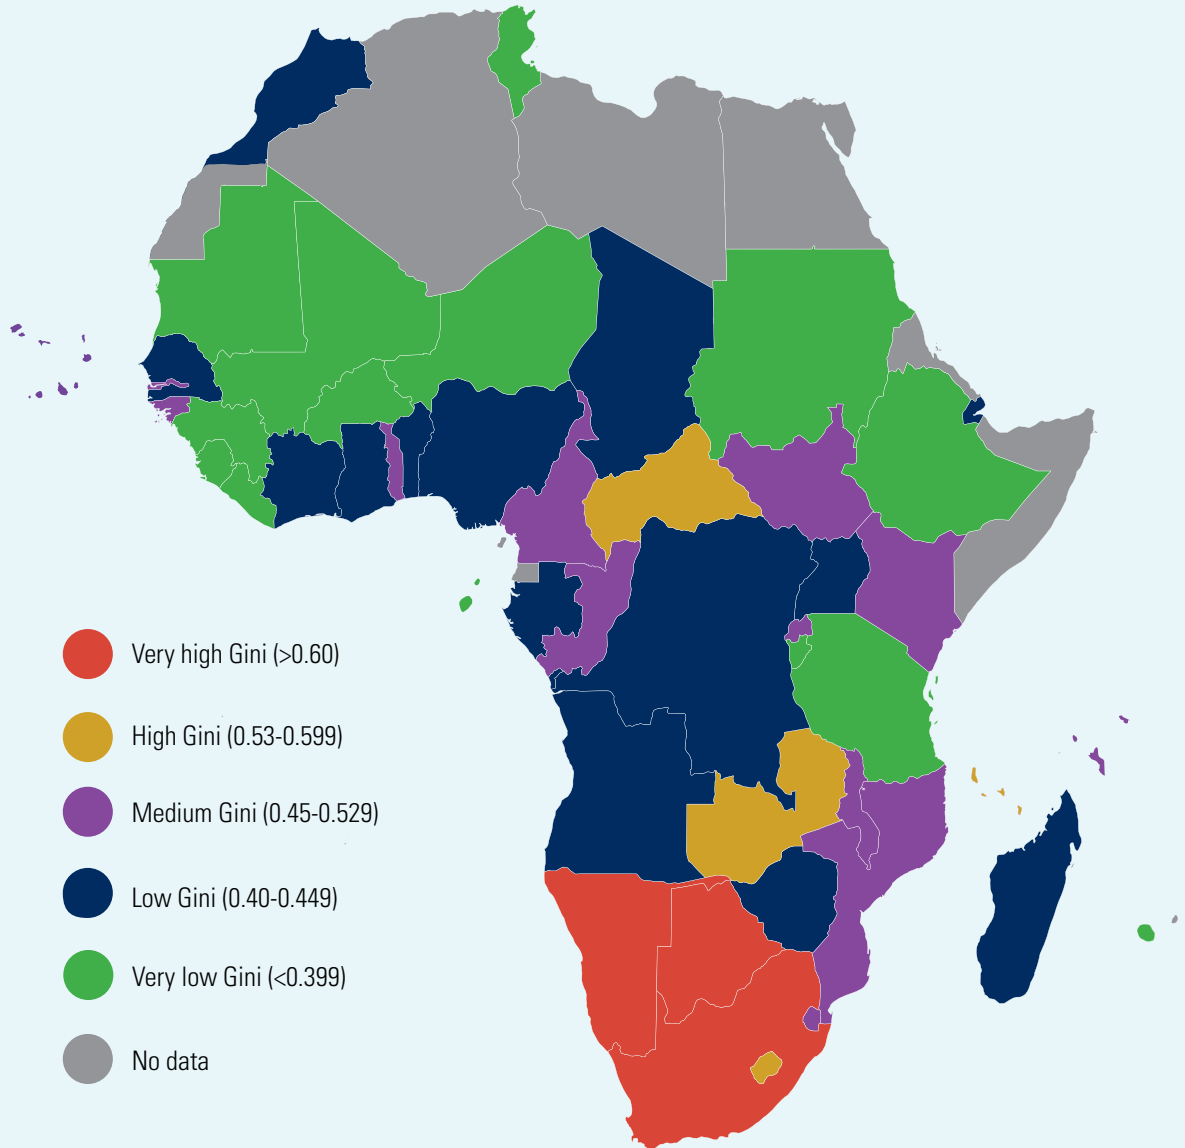 Very high Gini (>0.60)
High Gini (0.53-0.599)
Medium Gini (0.45-0.529)
Low Gini (0.40-0.449)
Very low Gini (<0.399)
No data